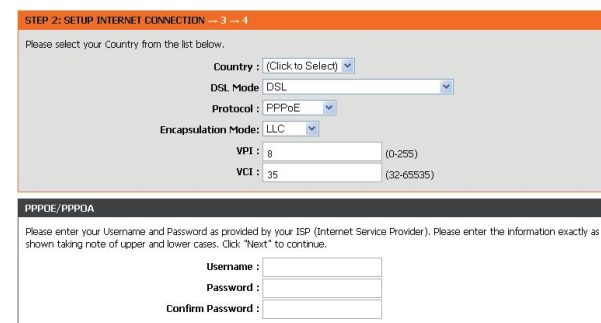 STEP 2: SETUP INTERNET CONNECTION → 3 → 4
Please select your Country from the list below.
Country : (Click to Select)
DSL Mode DSL
Protocol : PPPoE
Encapsulation Mode: LLC
VPI : 8 (0-255)
VCI : 35 (32-65535)
PPPOE/PPPOA
Please enter your Username and Password as provided by your ISP (Internet Service Provider). Please enter the information exactly as
shown taking note of upper and lower cases. Click "Next" to continue.
Username :
Password :
Confirm Password :